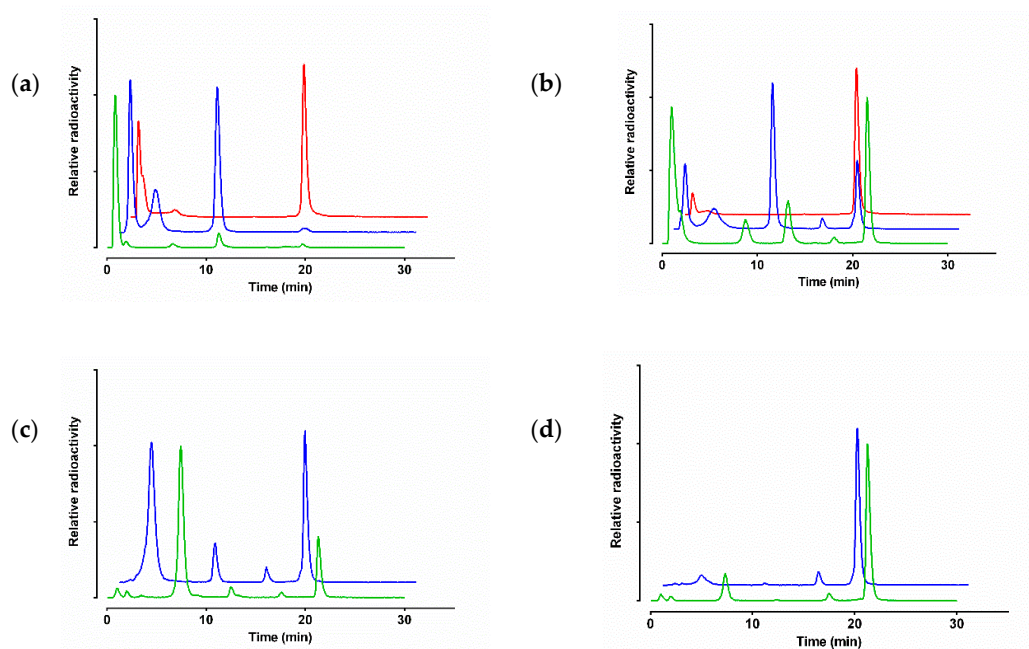 (a)
Relative radioactivity
0 10 20 30
Time (min)
(b)
Relative radioactivity
0 10 20 30
Time (min)
(c)
Relative radioactivity
0 10 20 30
Time (min)
(d)
Relative radioactivity
0 10 20 30
Time (min)